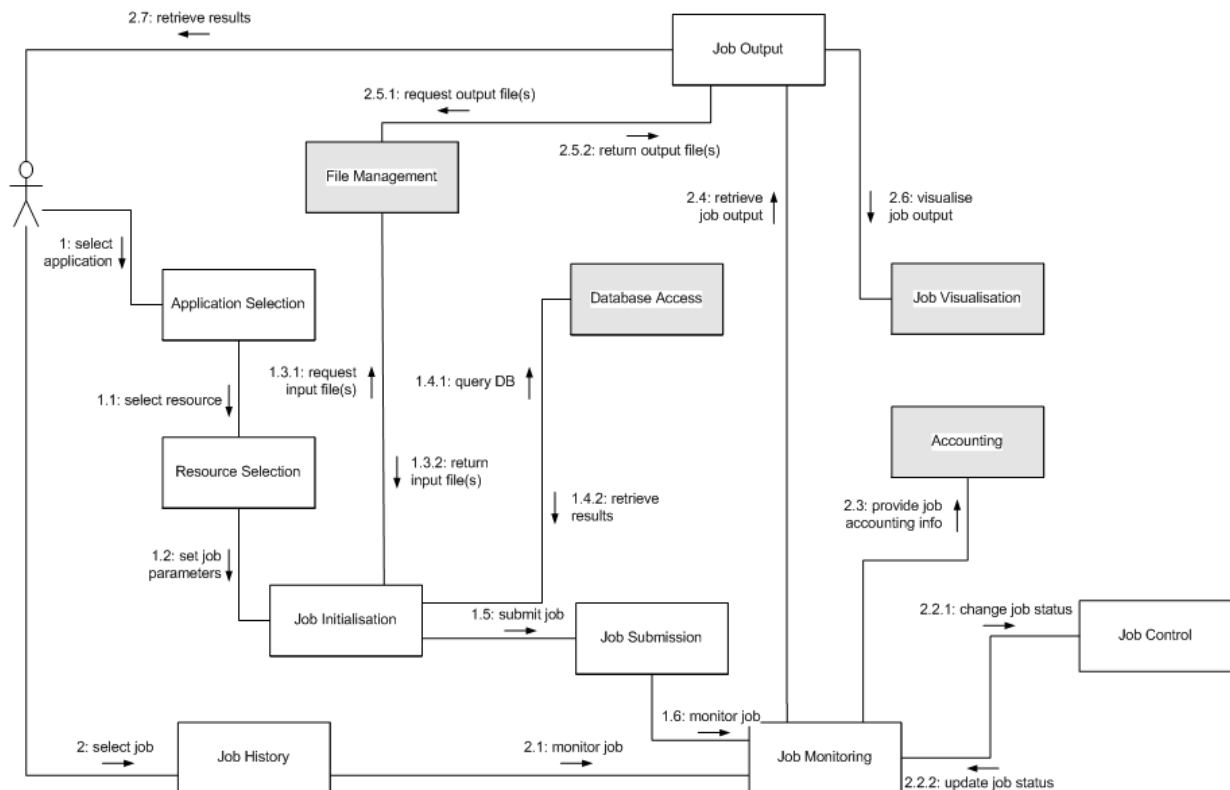 2.7: retrieve results
Job Output
2.5.1: request output file(s)
2.5.2: return output file(s)
File Management
2.4: retrieve
job output
2.6: visualise
job output
1: select
application
Application Selection
Database Access
Job Visualisation
1.3.1: request
input file(s)
1.4.1: query DB
1.1: select resource
Accounting
Resource Selection
1.3.2: return
input file(s)
1.4.2: retrieve
results
2.3: provide job
accounting info
1.2: set job
parameters
Job Initialisation
1.5: submit job
Job Submission
2.2.1: change job status
Job Control
1.6: monitor job
2: select job
Job History
2.1: monitor job
Job Monitoring
2.2.2: update job status